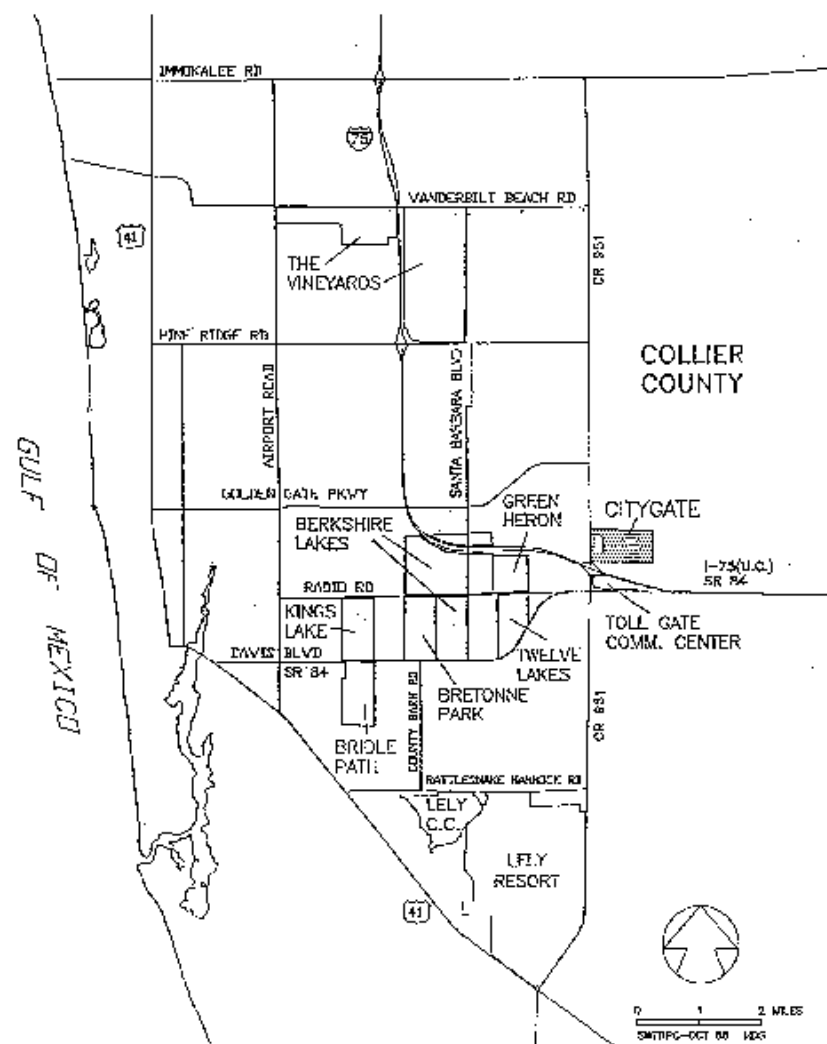 IMMOKALEE RD
75
VANDERBILT BEACH RD
41
THE
VINEYARDS
CR 951
PINE RIDGE RD
COLLIER
COUNTY
AIRPORT ROAD
SANTA BARBARA BLVD
GULF OF MEXICO
GOLDEN GATE PKWY
GREEN
HERON
CITYGATE
BERKSHIRE
LAKES
I-75(U.C.)
SR 84
RADIO RD
KINGS
LAKE
TOLL GATE
COMM. CENTER
DAVIS BLVD
SR 84
TWELVE
LAKES
BRETONNE
PARK
COUNTY BARN RD
CR 951
BRIDLE
PATH
RATTLESNAKE HAMMOCK RD
LELY
C.C.
LELY
RESORT
41
0 1 2 MILES